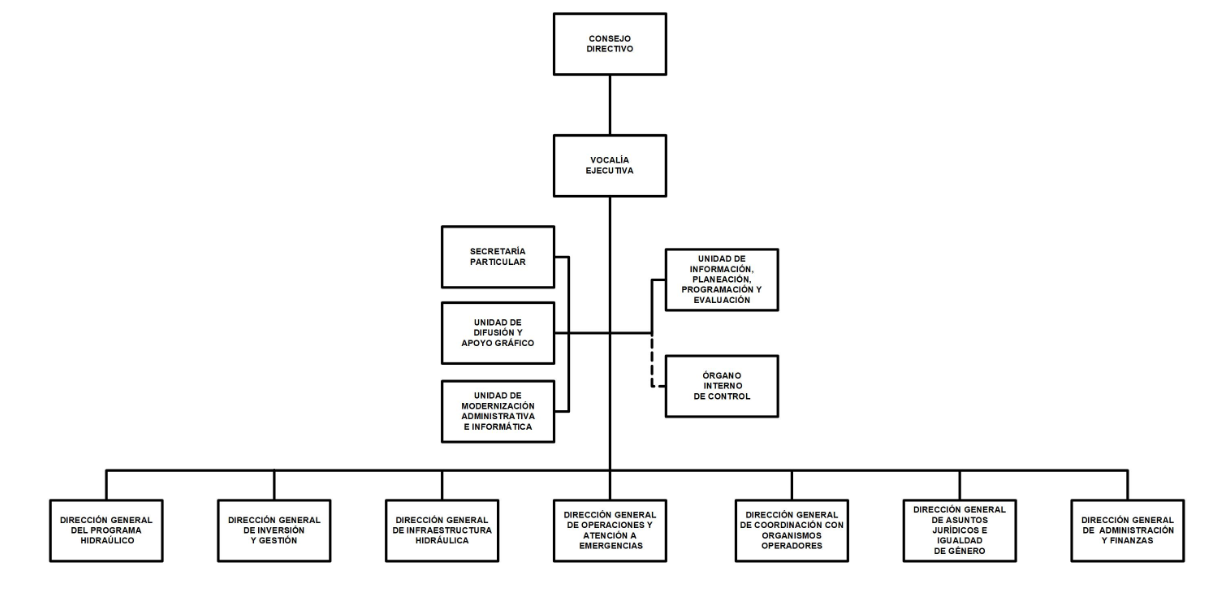 CONSEJO
DIRECTIVO
VOCALÍA
EJECUTIVA
SECRETARÍA
PARTICULAR
UNIDAD DE
INFORMACIÓN,
PLANEACIÓN,
PROGRAMACIÓN Y
EVALUACIÓN
UNIDAD DE
DIFUSIÓN Y
APOYO GRÁFICO
ÓRGANO
INTERNO
DE CONTROL
UNIDAD DE
MODERNIZACIÓN
ADMINISTRATIVA
E INFORMÁTICA
DIRECCIÓN GENERAL
DEL PROGRAMA
HIDRAÚLICO
DIRECCIÓN GENERAL
DE INVERSIÓN
Y GESTIÓN
DIRECCIÓN GENERAL
DE INFRAESTRUCTURA
HIDRÁULICA
DIRECCIÓN GENERAL
DE OPERACIONES Y
ATENCIÓN A
EMERGENCIAS
DIRECCIÓN GENERAL
DE COORDINACIÓN CON
ORGANISMOS
OPERADORES
DIRECCIÓN GENERAL
DE ASUNTOS
JURÍDICOS E
IGUALDAD
DE GÉNERO
DIRECCIÓN GENERAL
DE ADMINISTRACIÓN
Y FINANZAS